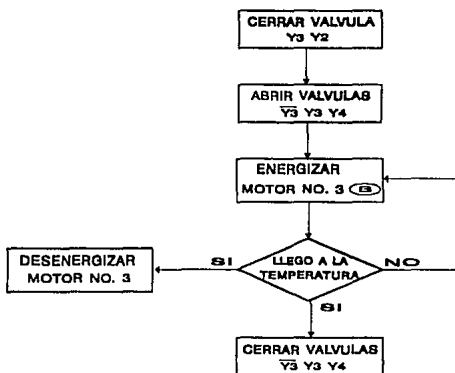 CERRAR VALVULA
Y3 Y2
ABRIR VALVULAS
Y3 Y3 Y4
ENERGIZAR
MOTOR NO. 3
LLEGO A LA
TEMPERATURA
SI
NO
DESENERGIZAR
MOTOR NO. 3
SI
CERRAR VALVULAS
Y3 Y3 Y4